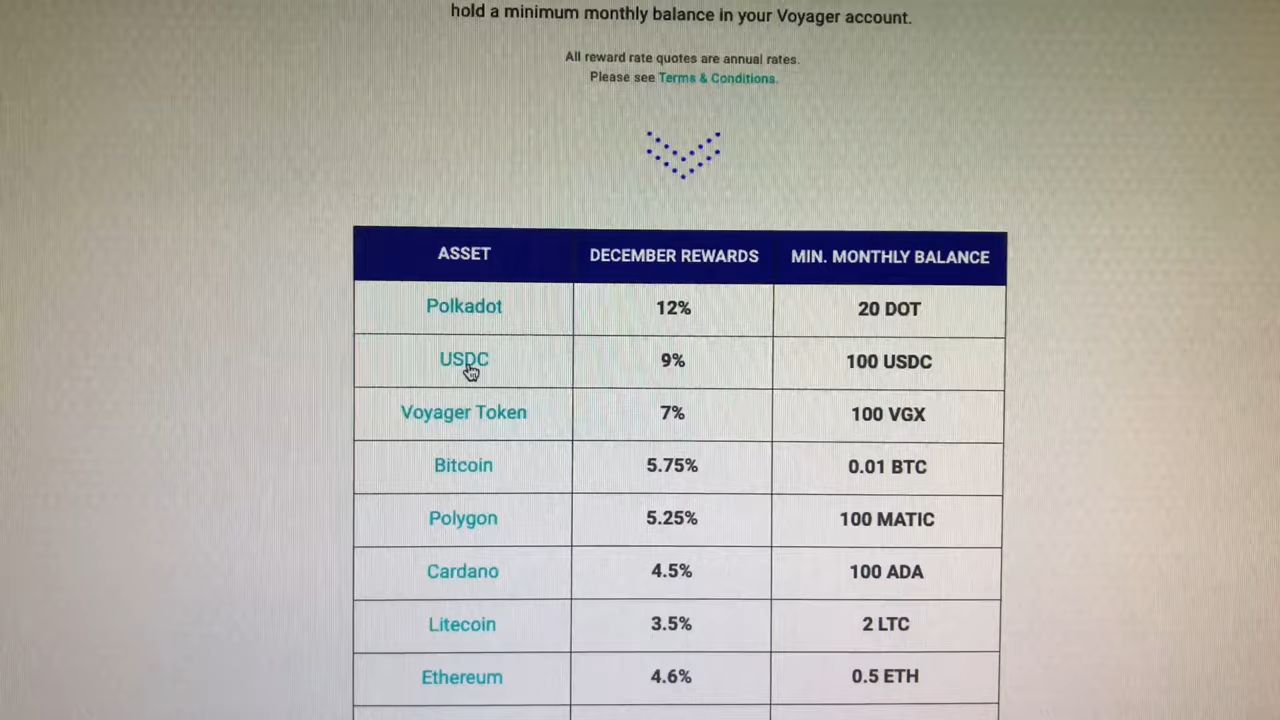 hold a minimum monthly balance in your Voyager account.
All reward rate quotes are annual rates.
Please see Terms & Conditions.
ASSET DECEMBER REWARDS MIN. MONTHLY BALANCE
Polkadot 12% 20 DOT
USDC 9% 100 USDC
Voyager Token 7% 100 VGX
Bitcoin 5.75% 0.01 BTC
Polygon 5.25% 100 MATIC
Cardano 4.5% 100 ADA
Litecoin 3.5% 2 LTC
Ethereum 4.6% 0.5 ETH